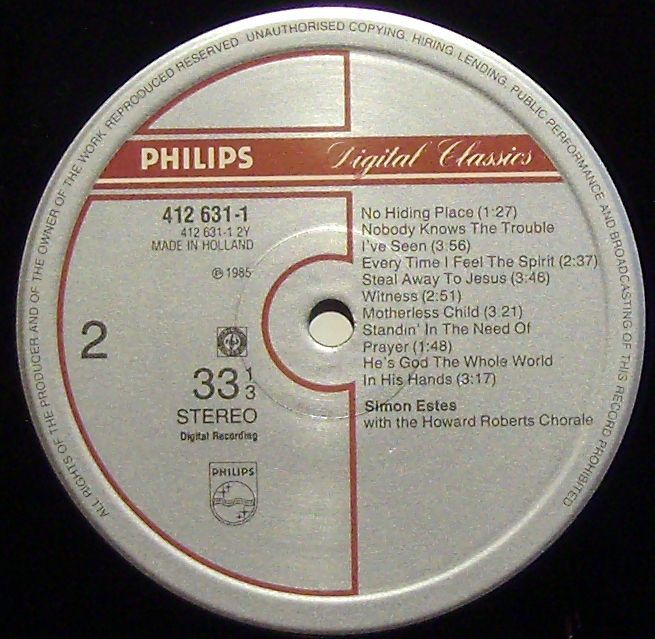 ALL RIGHTS OF THE PRODUCER AND OF THE OWNER OF THE WORK REPRODUCED RESERVED UNAUTHORISED COPYING, HIRING, LENDING, PUBLIC PERFORMANCE AND BROADCASTING OF THIS RECORD PROHIBITED
PHILIPS Digital Classics
412 631-1
412 631-1 2Y
MADE IN HOLLAND
℗ 1985
2
33 1/3
STEREO
Digital Recording
PHILIPS
No Hiding Place (1:27)
Nobody Knows The Trouble
I've Seen (3:56)
Every Time I Feel The Spirit (2:37)
Steal Away To Jesus (3:46)
Witness (2:51)
Motherless Child (3:21)
Standin' In The Need Of
Prayer (1:48)
He's God The Whole World
In His Hands (3:17)
Simon Estes
with the Howard Roberts Chorale